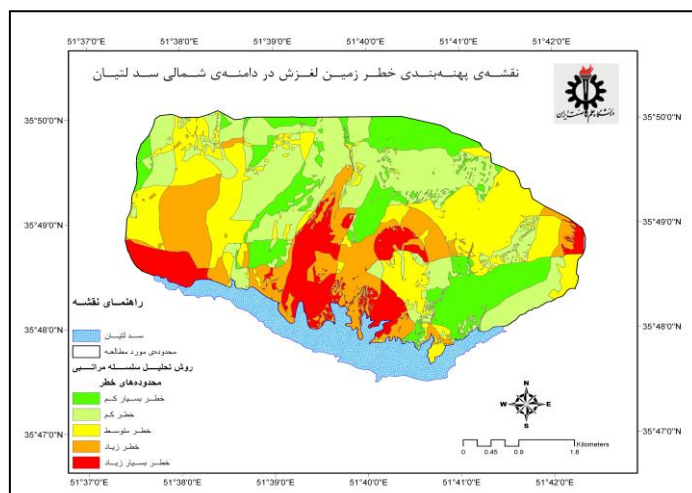 51°37'0"E 51°38'0"E 51°39'0"E 51°40'0"E 51°41'0"E 51°42'0"E
نقشه‌ی پهنه‌بندی خطر زمین لغزش در دامنه‌ی شمالی سد لتیان
دانشگاه علم و صنعت ایران
35°50'0"N 35°50'0"N
35°49'0"N 35°49'0"N
راهنمای نقشه
35°48'0"N 35°48'0"N
سد لتیان
محدوده‌ی مورد مطالعه
روش تحلیل سلسله مراتبی
محدوده‌های خطر
خطر بسیار کم
خطر کم
خطر متوسط
خطر زیاد
خطر بسیار زیاد
N
W E
S
35°47'0"N 35°47'0"N
Kilometers
0 0.45 0.9 1.8
51°37'0"E 51°38'0"E 51°39'0"E 51°40'0"E 51°41'0"E 51°42'0"E